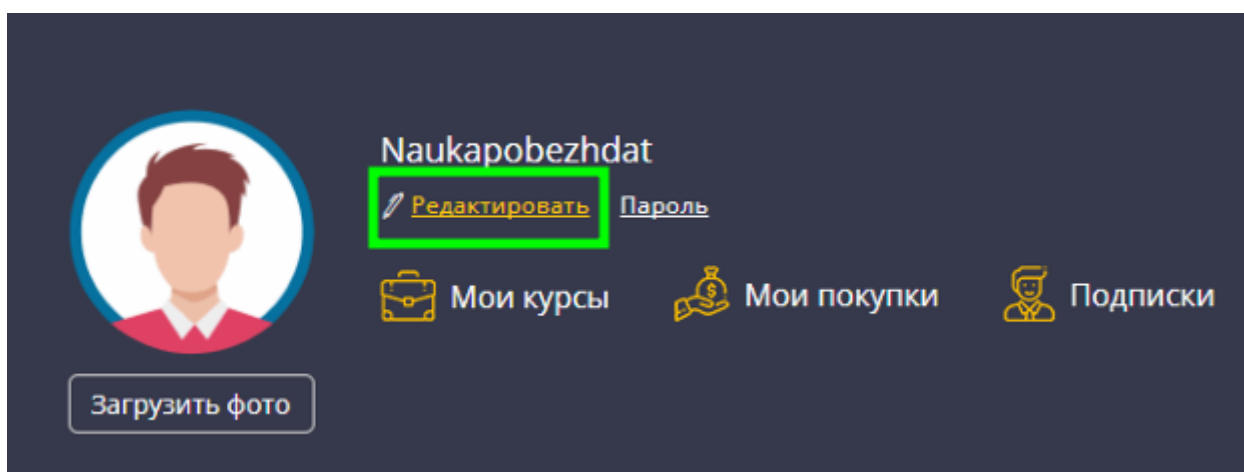 Naukapobezhdat
Редактировать Пароль
Мои курсы Мои покупки Подписки
Загрузить фото